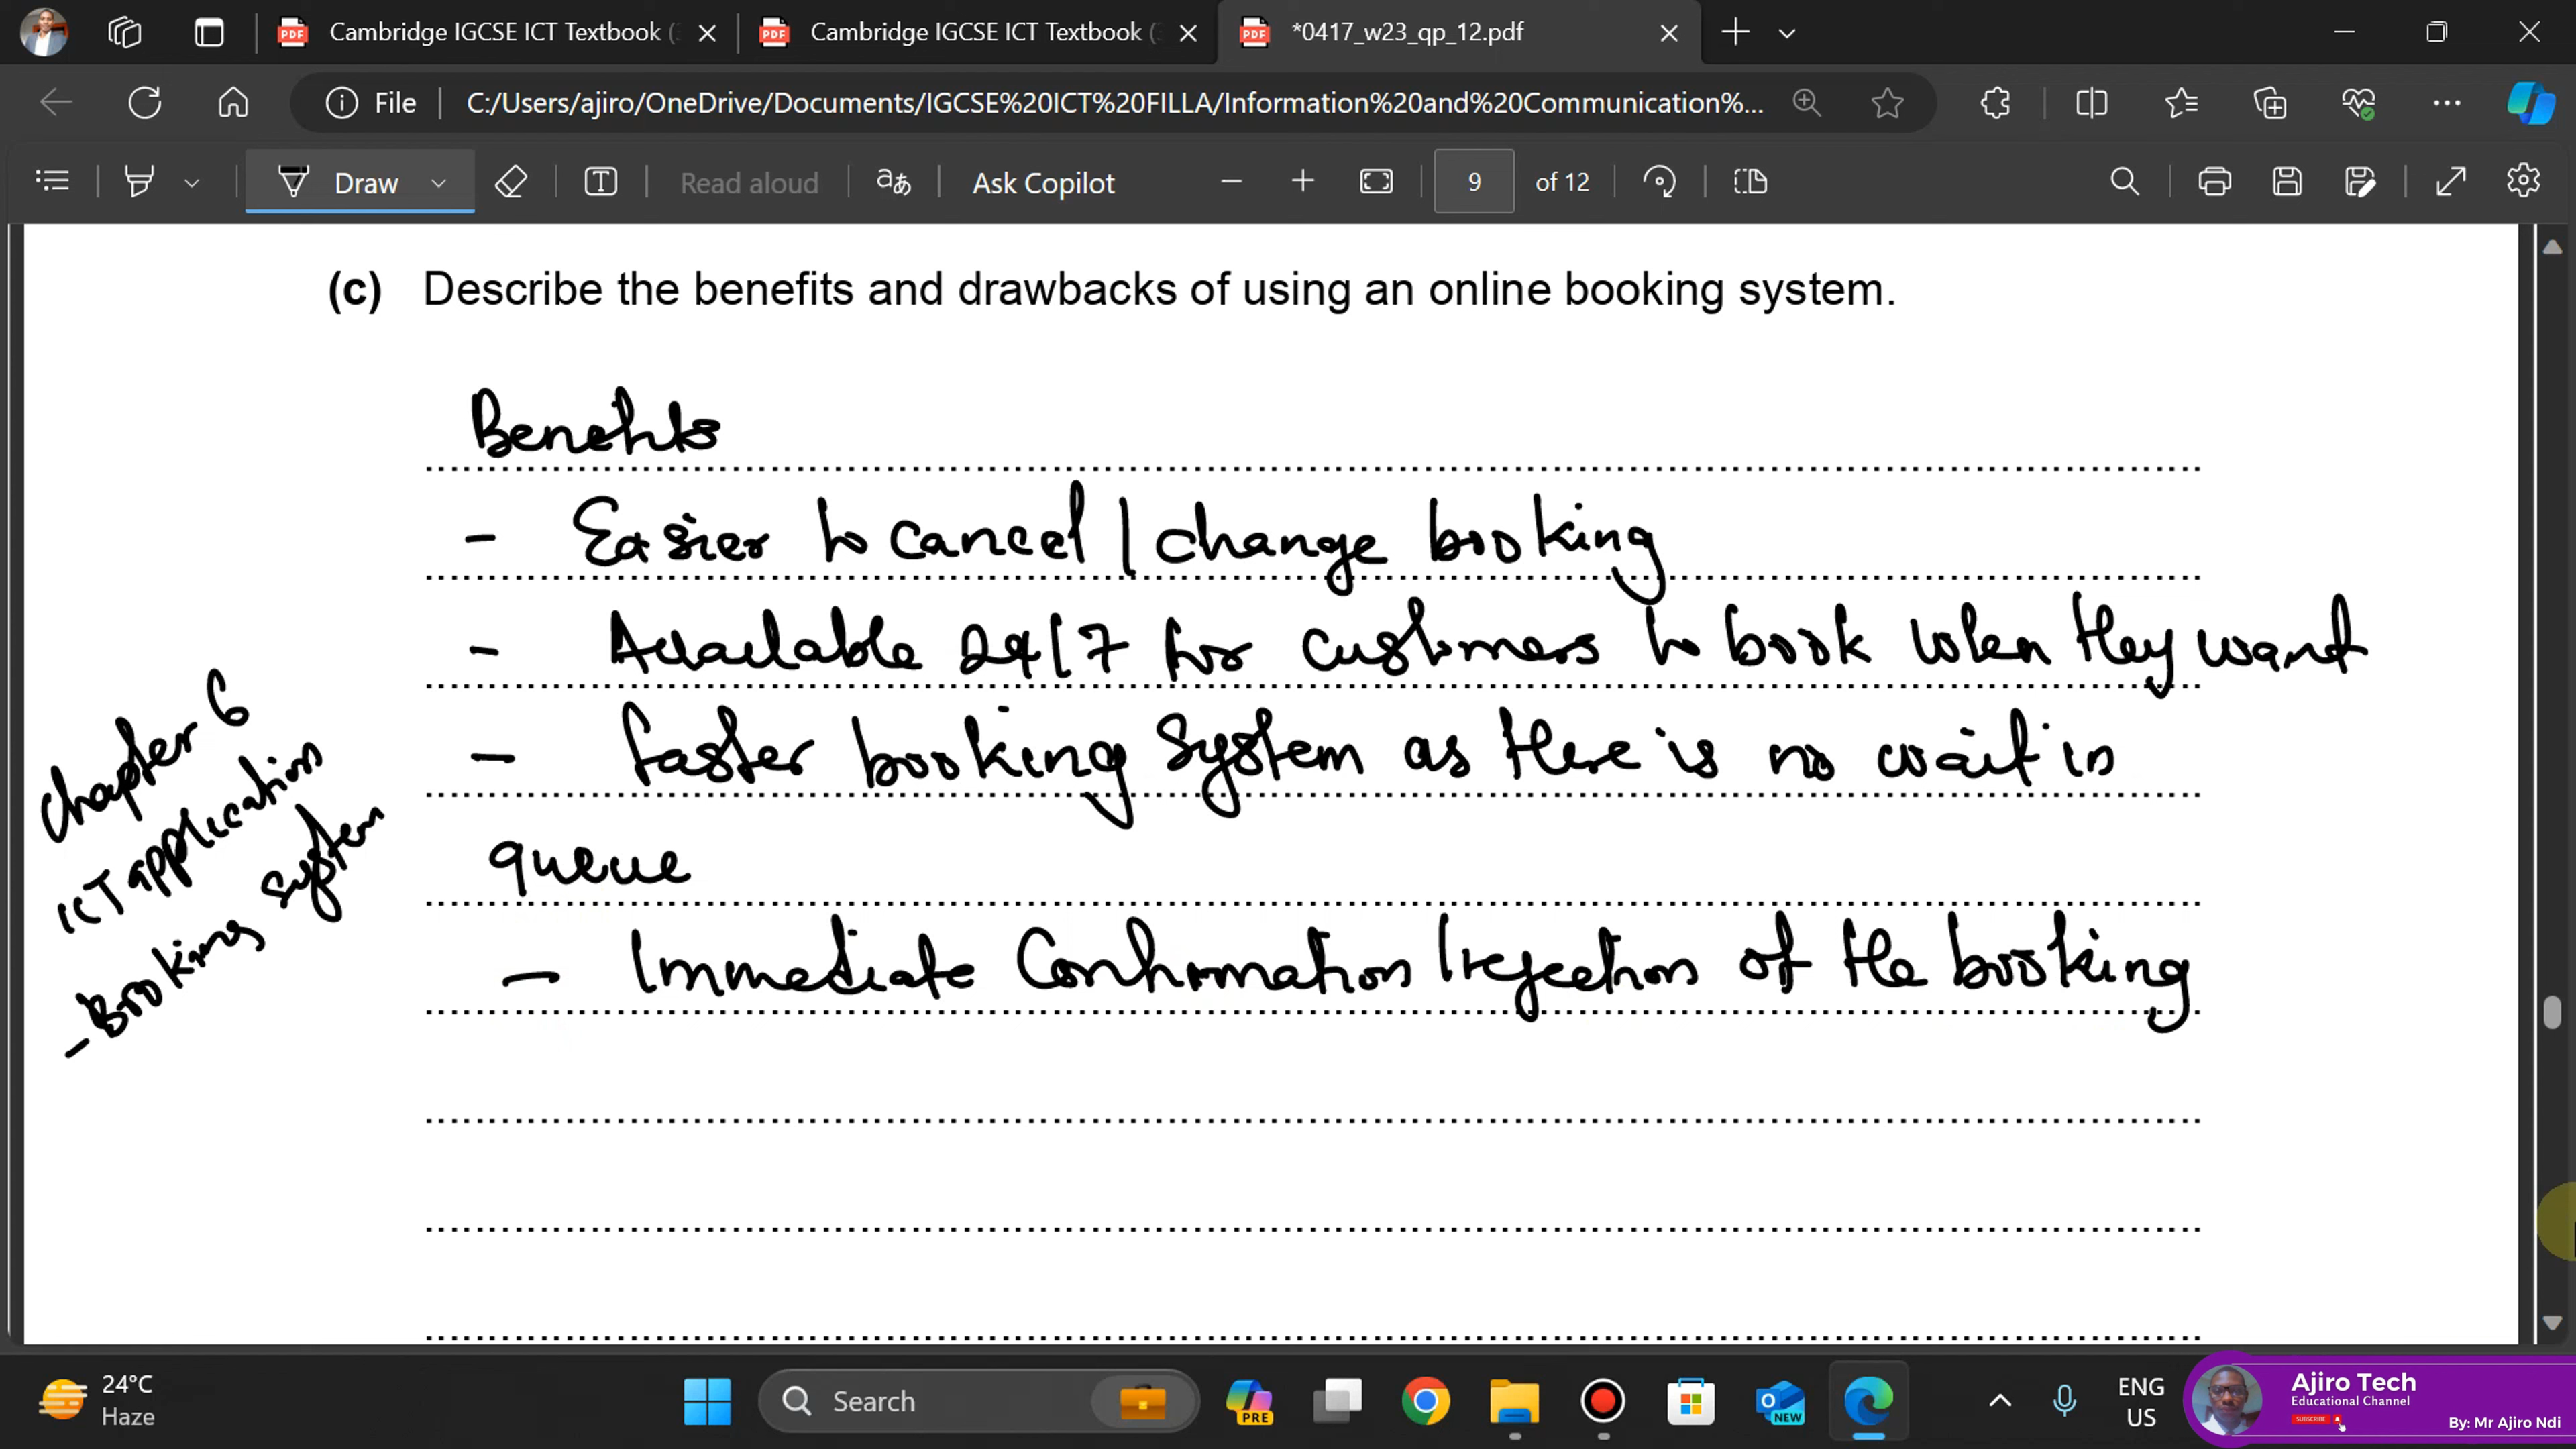 Cambridge IGCSE ICT Textbook (
Cambridge IGCSE ICT Textbook (
*0417_w23_qp_12.pdf
File
C:/Users/ajiro/OneDrive/Documents/IGCSE%20ICT%20FILLA/Information%20and%20Communication%...
Draw
Read aloud
Ask Copilot
9
of 12
(c) Describe the benefits and drawbacks of using an online booking system.
Benefits
- Easier to cancel / change booking
- Available 24/7 for customers to book when they want
- faster booking system as there is no wait in
queue
- Immediate Confirmation / rejection of the booking
chapter 6
ICT application
- Bookings system
24°C
Haze
Search
PRE
NEW
ENG
US
Ajiro Tech
Educational Channel
SUBSCRIBE
By: Mr Ajiro Ndi